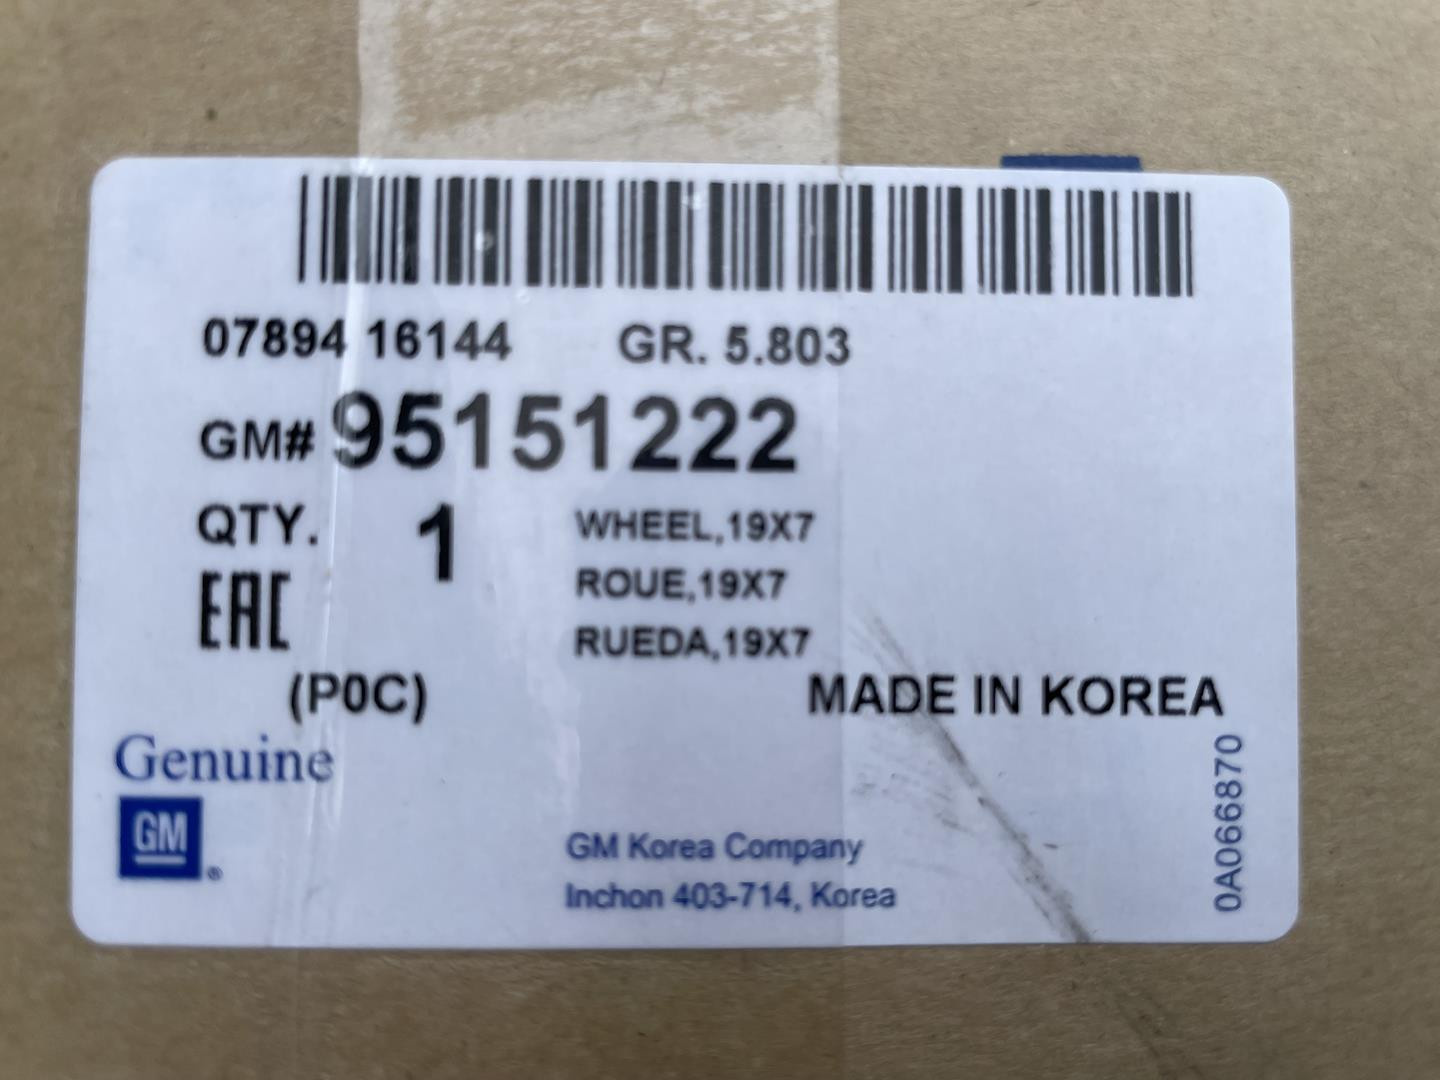 07894 16144 GR. 5.803
GM# 95151222
QTY. 1 WHEEL,19X7
ROUE,19X7
EAC
RUEDA,19X7
(P0C)
MADE IN KOREA
Genuine
GM
®
GM Korea Company
Inchon 403-714, Korea
0A066870